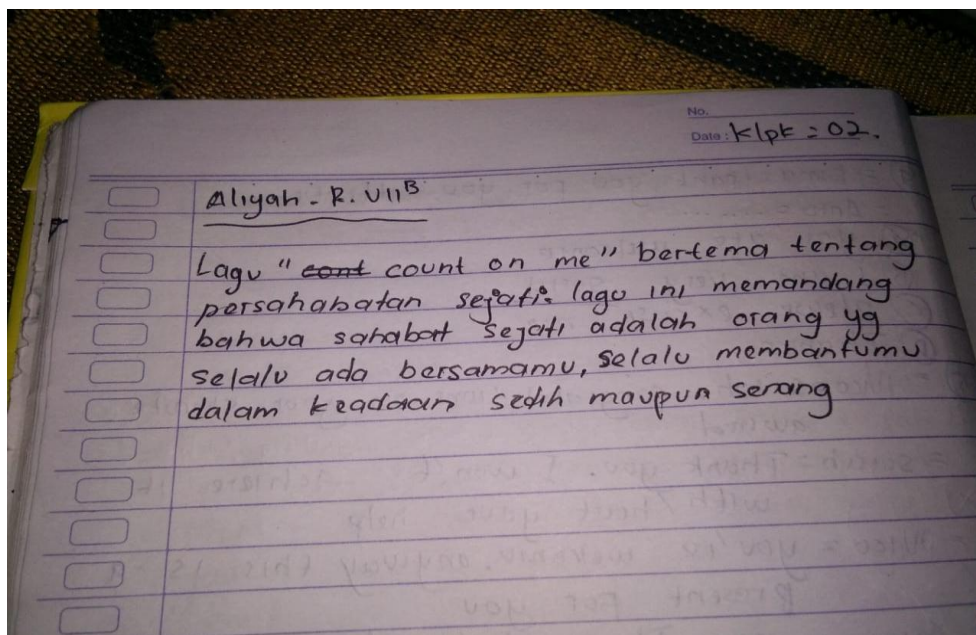 No.
Date: Klpk = 02.
Aliyah - R. VII B
Lagu " cont count on me" bertema tentang
persahabatan sejati. lagu ini memandang
bahwa sahabat sejati adalah orang yg
selalu ada bersamamu, selalu membantumu
dalam keadaan sedih maupun senang